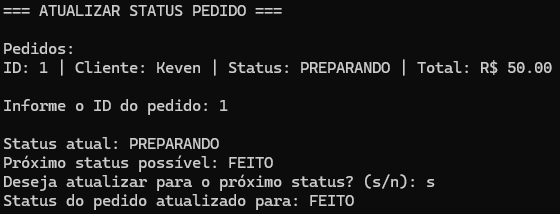 === ATUALIZAR STATUS PEDIDO ===
Pedidos:
ID: 1 | Cliente: Keven | Status: PREPARANDO | Total: R$ 50.00
Informe o ID do pedido: 1
Status atual: PREPARANDO
Próximo status possível: FEITO
Deseja atualizar para o próximo status? (s/n): s
Status do pedido atualizado para: FEITO